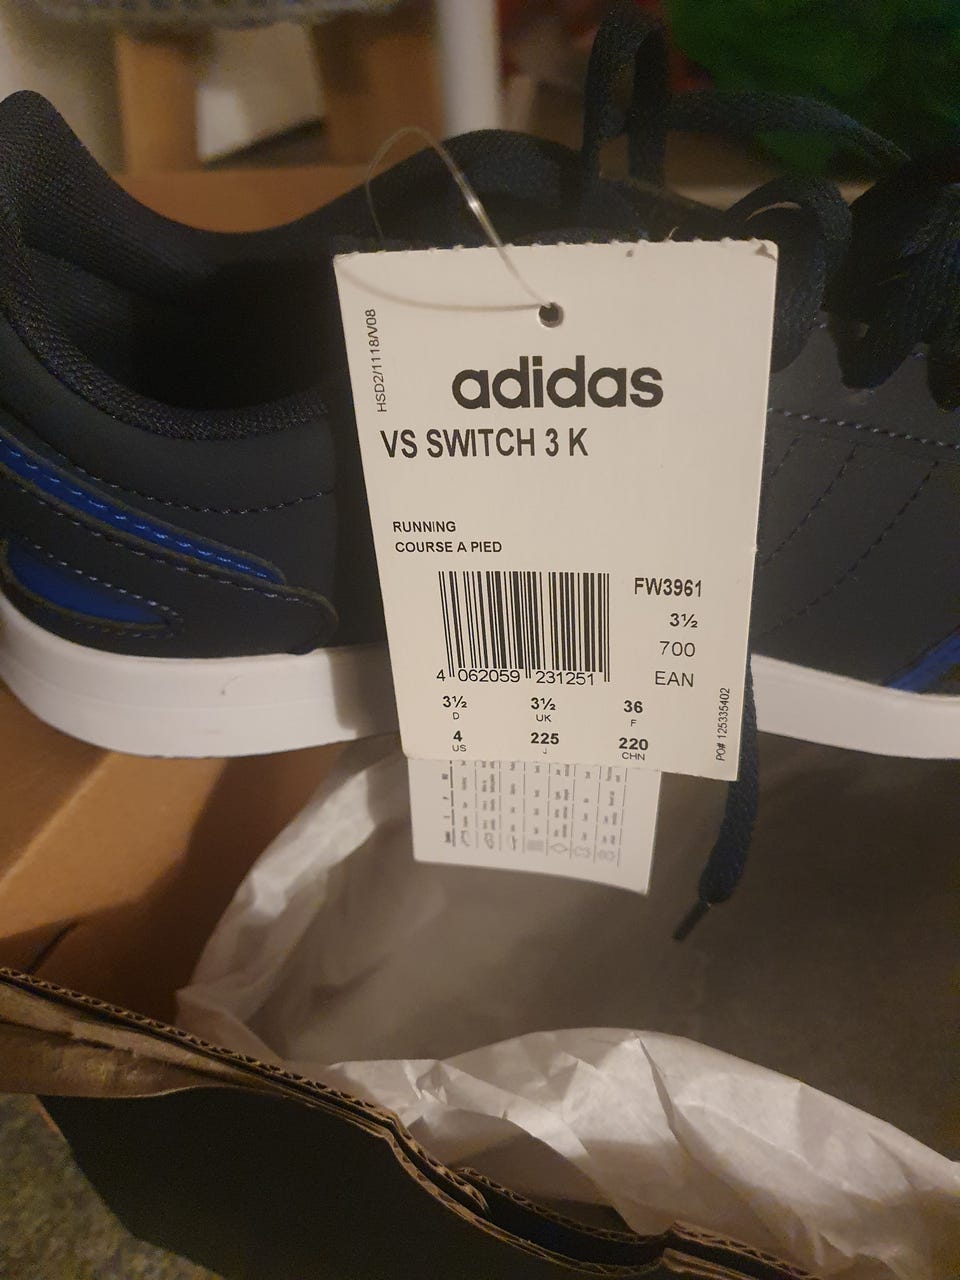 HSD2/1118/V08
adidas
VS SWITCH 3 K
RUNNING
COURSE A PIED
FW3961
3½
700
EAN
4 062059 231251
3½ 3½ 36
D UK F
4 225 220
US J CHN
PO# 125335402